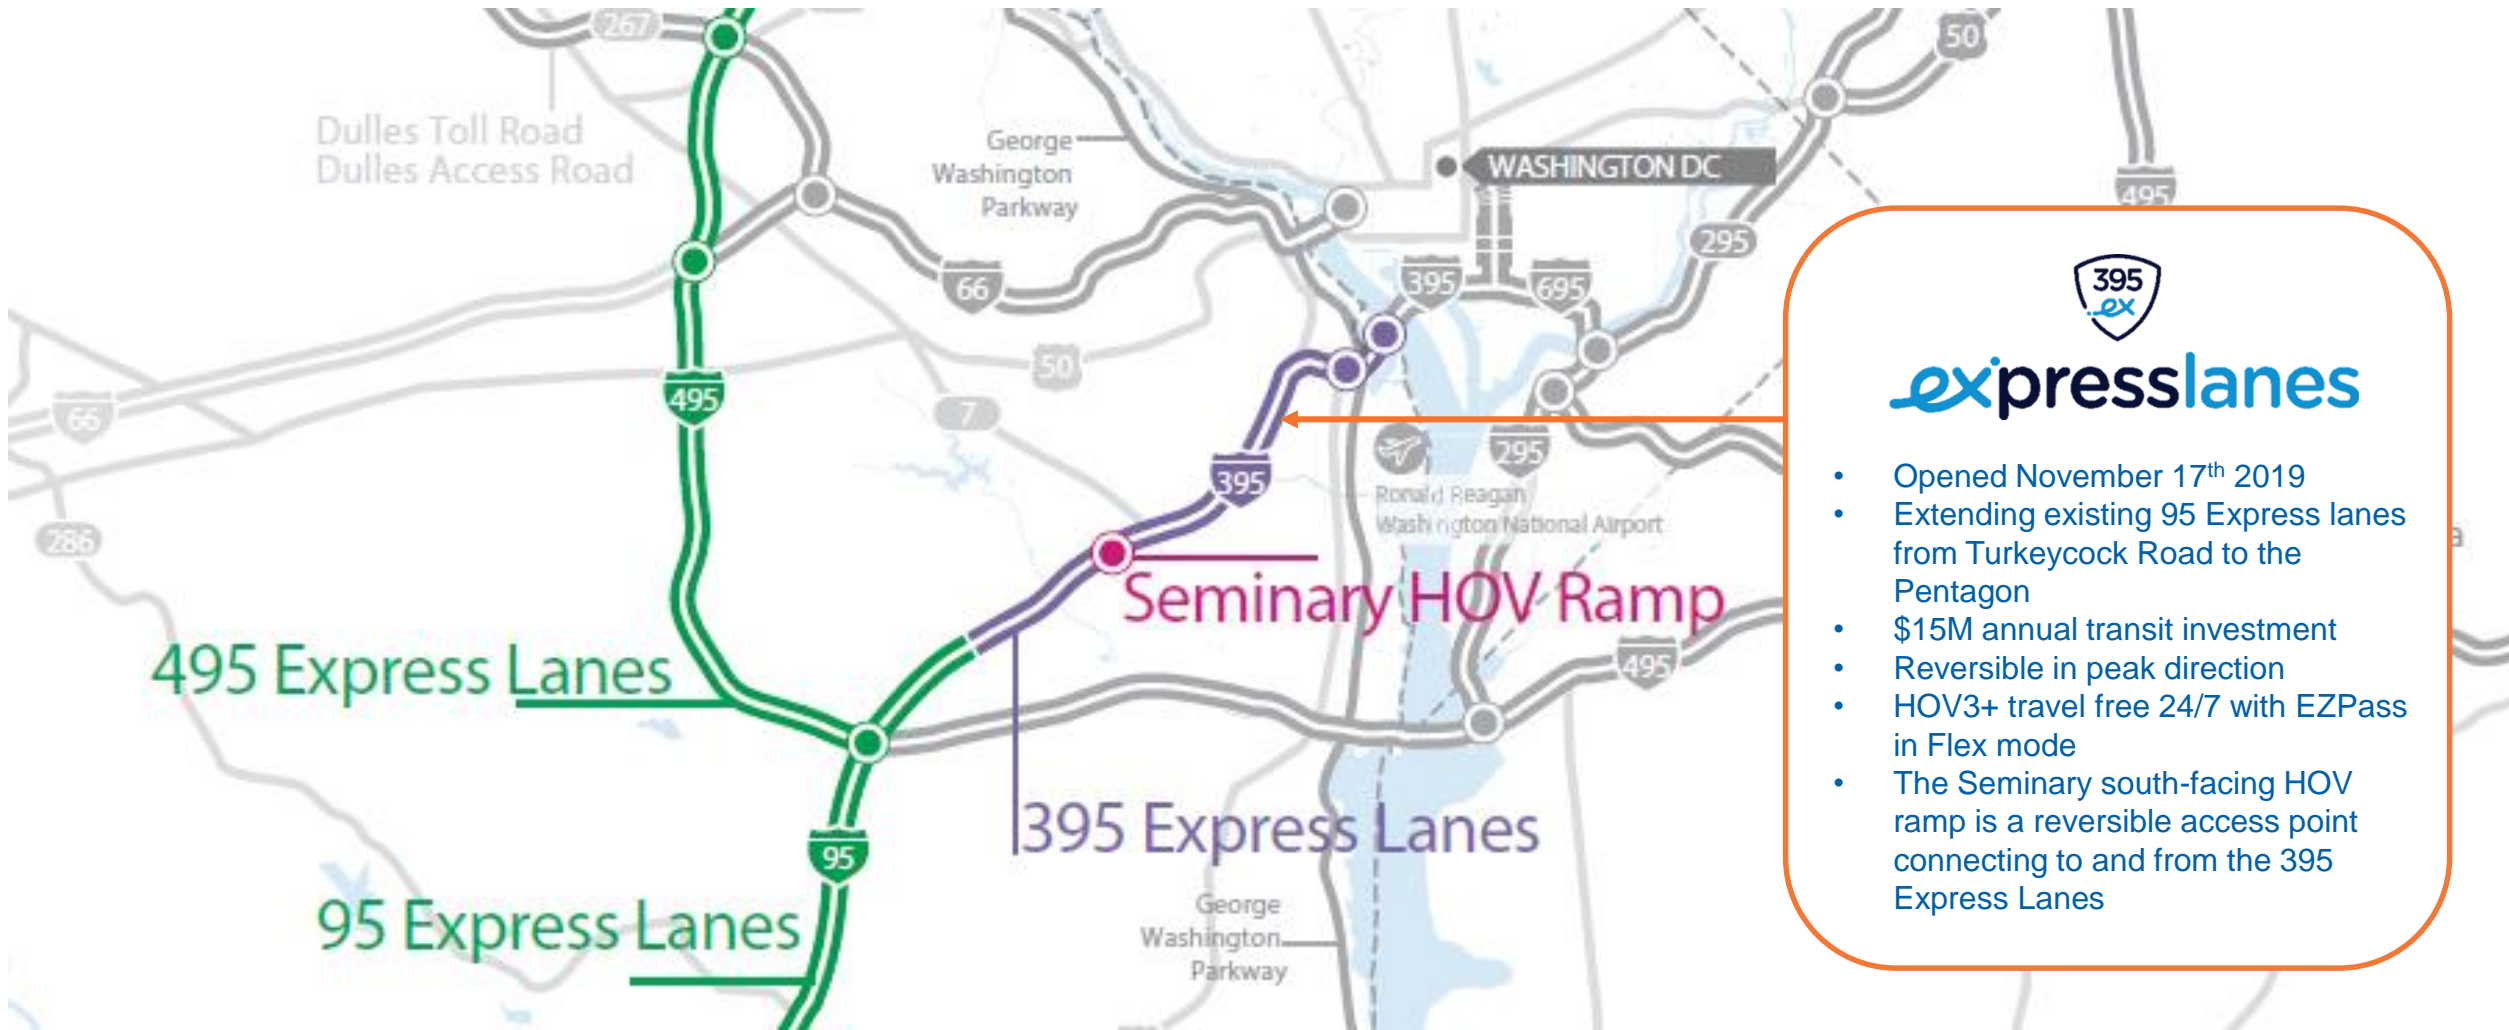 267
50
Dulles Toll Road
Dulles Access Road
George
Washington
Parkway
WASHINGTON DC
495
295
66
395
695
50
495
66
7
395
295
Ronald Reagan
Washington National Airport
286
Seminary HOV Ramp
495 Express Lanes
495
395 Express Lanes
95
95 Express Lanes
George
Washington
Parkway
395
ex
expresslanes
• Opened November 17th 2019
• Extending existing 95 Express lanes
from Turkeycock Road to the
Pentagon
• $15M annual transit investment
• Reversible in peak direction
• HOV3+ travel free 24/7 with EZPass
in Flex mode
• The Seminary south-facing HOV
ramp is a reversible access point
connecting to and from the 395
Express Lanes